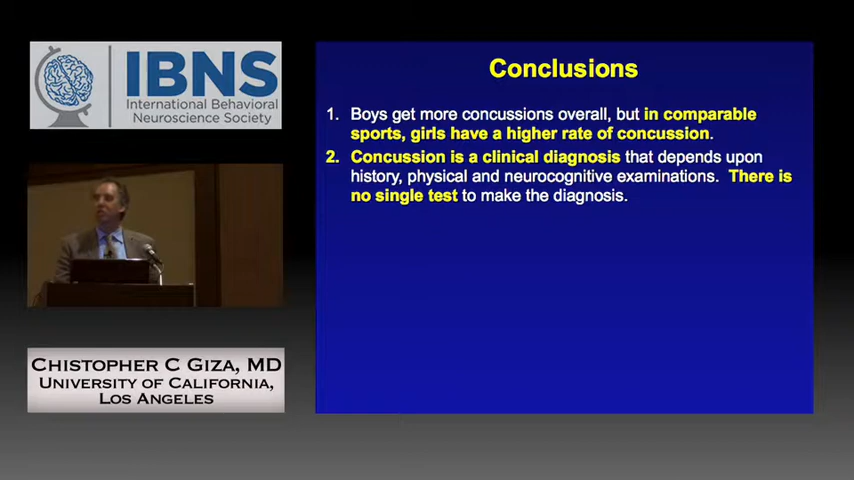 IBNS
International Behavioral
Neuroscience Society
CHISTOPHER C GIZA, MD
UNIVERSITY OF CALIFORNIA,
LOS ANGELES
Conclusions
1. Boys get more concussions overall, but in comparable
sports, girls have a higher rate of concussion.
2. Concussion is a clinical diagnosis that depends upon
history, physical and neurocognitive examinations. There is
no single test to make the diagnosis.